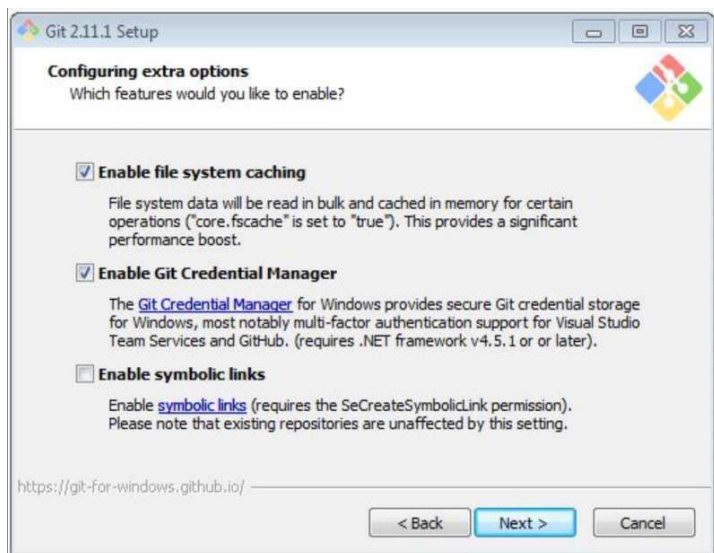 Git 2.11.1 Setup
Configuring extra options
Which features would you like to enable?
Enable file system caching
File system data will be read in bulk and cached in memory for certain
operations ("core.fscache" is set to "true"). This provides a significant
performance boost.
Enable Git Credential Manager
The Git Credential Manager for Windows provides secure Git credential storage
for Windows, most notably multi-factor authentication support for Visual Studio
Team Services and GitHub. (requires .NET framework v4.5.1 or or later).
Enable symbolic links
Enable symbolic links (requires the SeCreateSymbolicLink permission).
Please note that existing repositories are unaffected by this setting.
https://git-for-windows.github.io/
< Back Next > Cancel